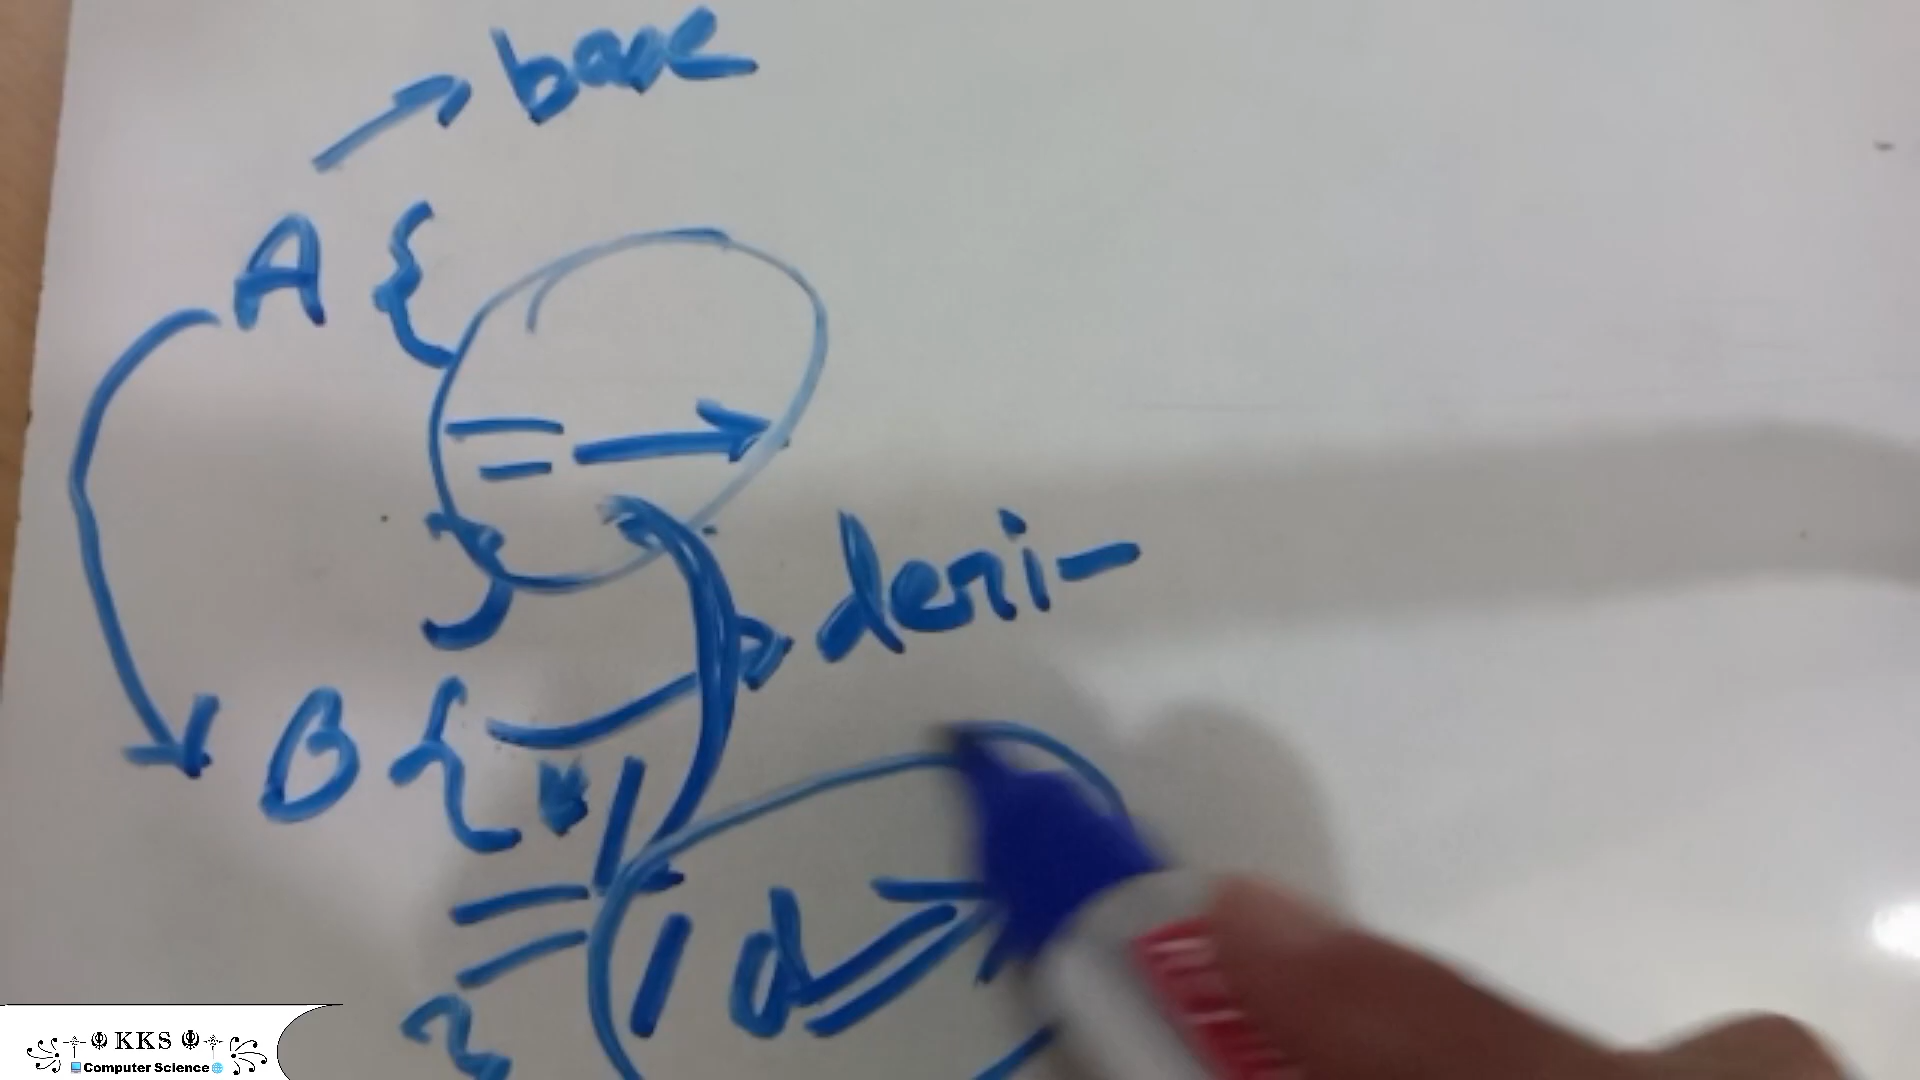 base
A {
deri-
}
B {
d
}
KKS
Computer Science